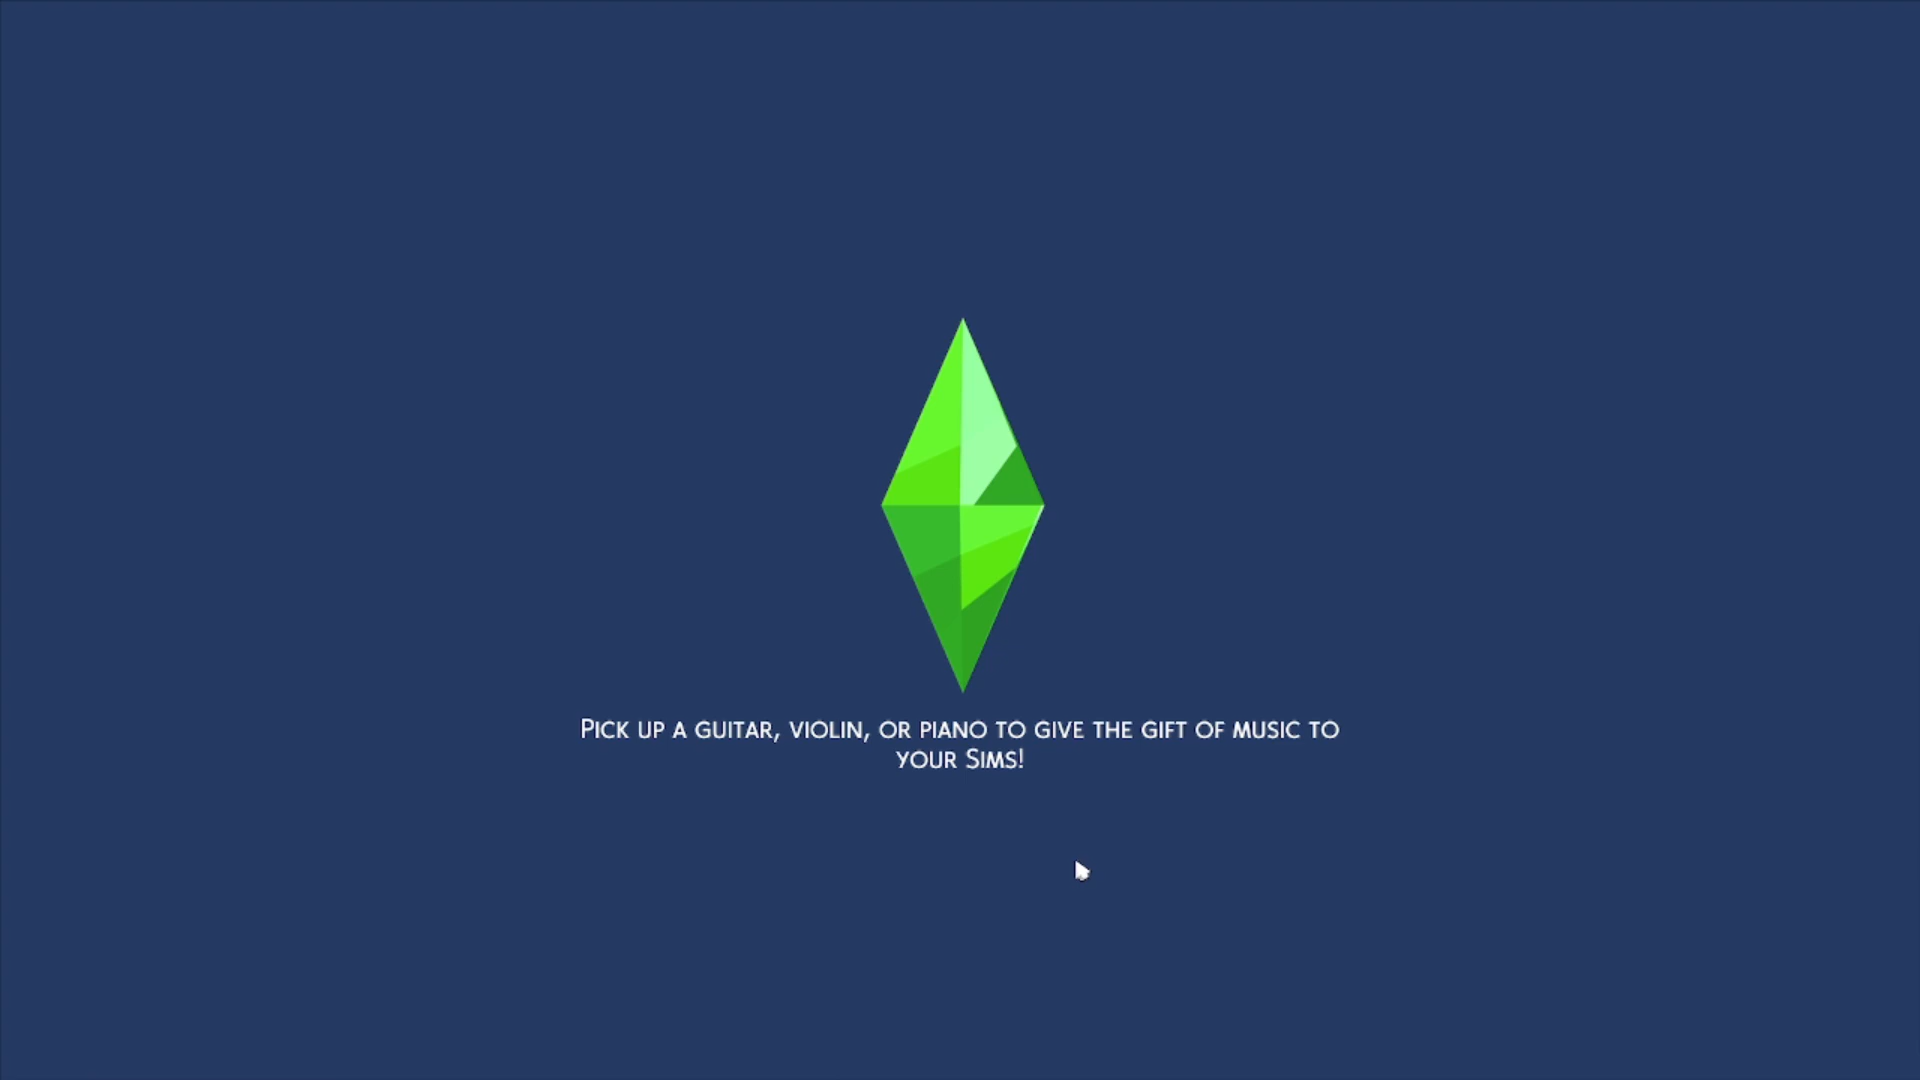 Pick up a guitar, violin, or piano to give the gift of music to
your Sims!